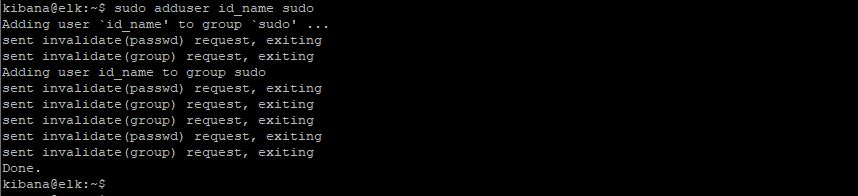 kibana@elk:~$ sudo adduser id_name sudo
Adding user `id_name' to group `sudo' ...
sent invalidate(passwd) request, exiting
sent invalidate(group) request, exiting
Adding user id_name to group sudo
sent invalidate(passwd) request, exiting
sent invalidate(group) request, exiting
sent invalidate(group) request, exiting
sent invalidate(passwd) request, exiting
sent invalidate(group) request, exiting
Done.
kibana@elk:~$